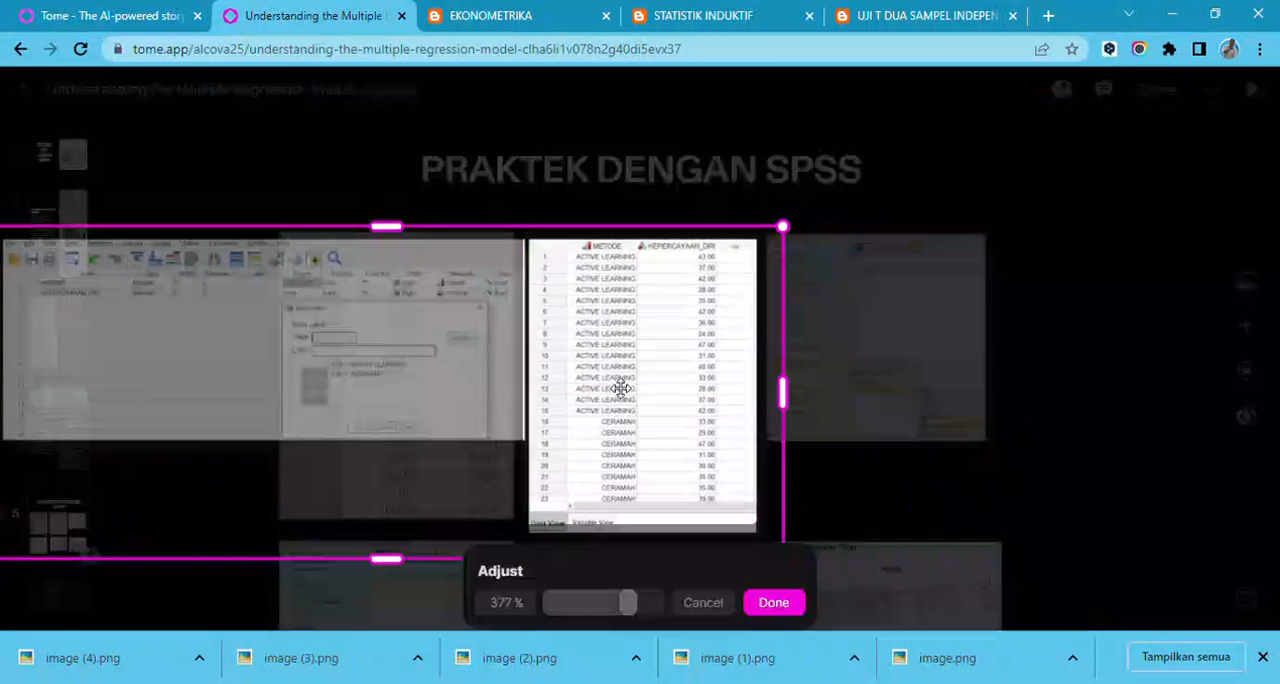 Tome - The AI-powered stor
Understanding the Multiple
EKONOMETRIKA
STATISTIK INDUKTIF
UJI T DUA SAMPEL INDEPEN
tome.app/alcova25/understanding-the-multiple-regression-model-clha6li1v078n2g40di5evx37
PRAKTEK DENGAN SPSS
METODE KEPERCAYAAN_DIRI
1 ACTIVE LEARNING 43.00
2 ACTIVE LEARNING 37.00
3 ACTIVE LEARNING 42.00
4 ACTIVE LEARNING 28.00
5 ACTIVE LEARNING 35.00
6 ACTIVE LEARNING 42.00
7 ACTIVE LEARNING 36.00
8 ACTIVE LEARNING 24.00
9 ACTIVE LEARNING 47.00
10 ACTIVE LEARNING 31.00
11 ACTIVE LEARNING 40.00
12 ACTIVE LEARNING 33.00
13 ACTIVE LEARNING 28.00
14 ACTIVE LEARNING 37.00
15 ACTIVE LEARNING 42.00
16 CERAMAH 33.00
17 CERAMAH 29.00
18 CERAMAH 47.00
19 CERAMAH 31.00
20 CERAMAH 30.00
21 CERAMAH
22 CERAMAH 35.00
23 CERAMAH 39.00
Data View Variable View
5
Adjust
377 %
Cancel
Done
image (4).png
image (3).png
image (2).png
image (1).png
image.png
Tampilkan semua